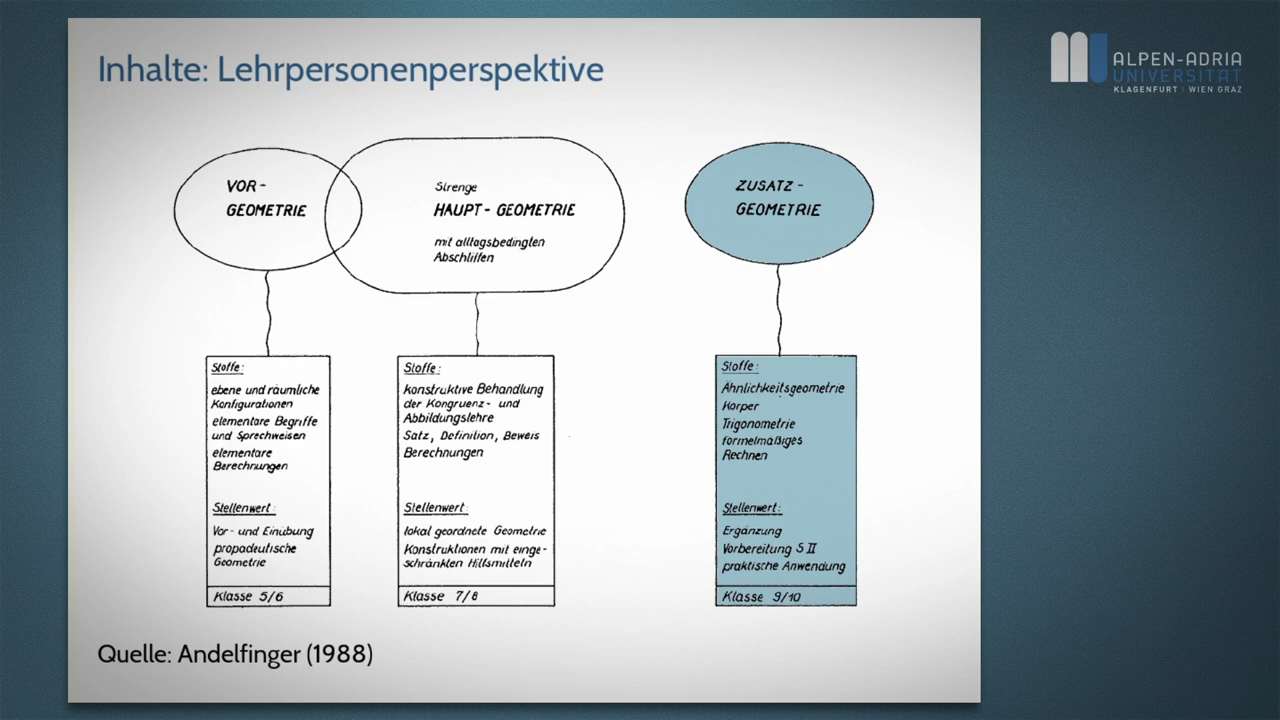 Inhalte: Lehrpersonenperspektive
ALPEN-ADRIA
UNIVERSITÄT
KLAGENFURT | WIEN GRAZ
VOR-
GEOMETRIE
Strenge
HAUPT-GEOMETRIE
mit alltagsbedingten
Abschliffen
ZUSATZ-
GEOMETRIE
Stoffe:
ebene und räumliche
Konfigurationen
elementare Begriffe
und Sprechweisen
elementare
Berechnungen
Stellenwert:
Vor- und Einübung
propädeutische
Geometrie
Klasse 5/6
Stoffe:
konstruktive Behandlung
der Kongruenz- und
Abbildungslehre
Satz, Definition, Beweis
Berechnungen
Stellenwert:
lokal geordnete Geometrie
Konstruktionen mit einge-
schränkten Hilfsmitteln
Klasse 7/8
Stoffe:
Ähnlichkeitsgeometrie
Körper
Trigonometrie
formelmäßiges
Rechnen
Stellenwert:
Ergänzung
Vorbereitung S II
praktische Anwendung
Klasse 9/10
Quelle: Andelfinger (1988)